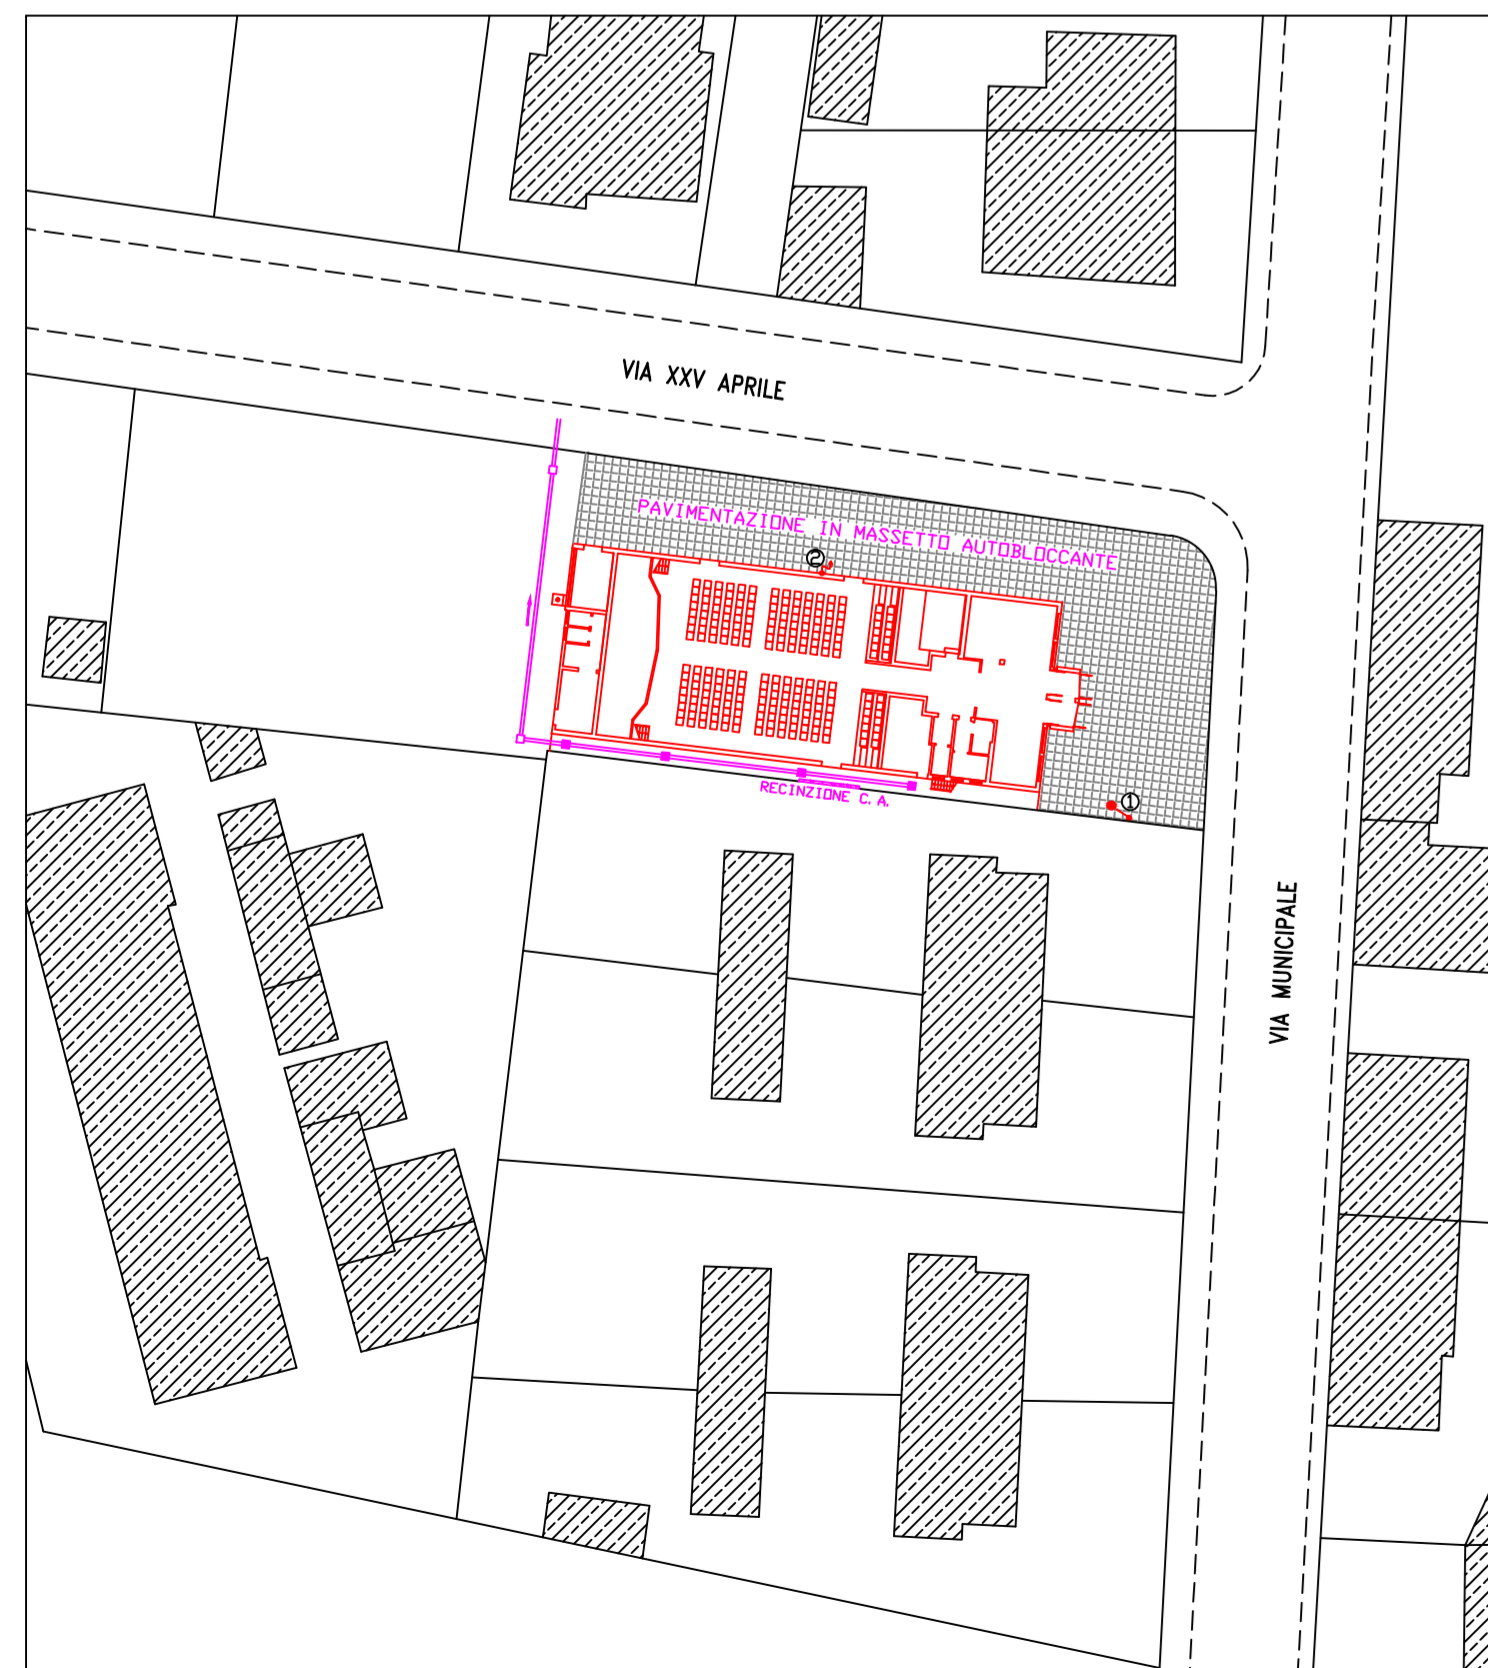 VIA XXV APRILE
PAVIMENTAZIONE IN MASSETTO AUTOBLOCCANTE
2
RECINZIONE C. A.
1
VIA MUNICIPALE